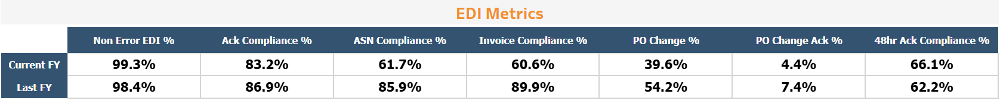 EDI Metrics
Non Error EDI % Ack Compliance % ASN Compliance % Invoice Compliance % PO Change % PO Change Ack % 48hr Ack Compliance %
Current FY 99.3% 83.2% 61.7% 60.6% 39.6% 4.4% 66.1%
Last FY 98.4% 86.9% 85.9% 89.9% 54.2% 7.4% 62.2%